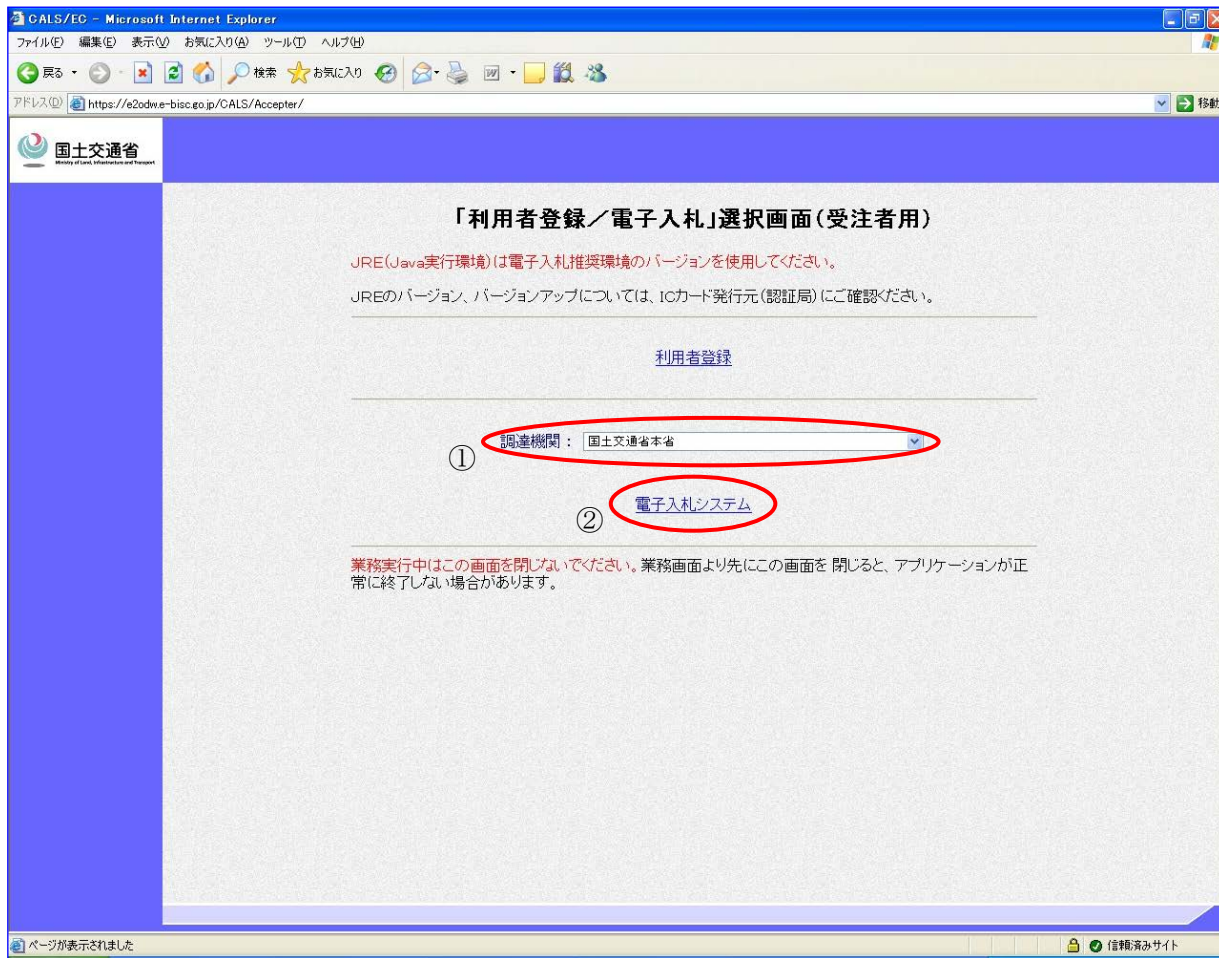 CALS/EC - Microsoft Internet Explorer
ファイル(F) 編集(E) 表示(V) お気に入り(A) ツール(T) ヘルプ(H)
戻る 検索 お気に入り
アドレス(D) https://e2odw.e-bisc.go.jp/CALS/Accepter/ 移動
国土交通省
Ministry of Land, Infrastructure and Transport
「利用者登録／電子入札」選択画面(受注者用)
JRE(Java実行環境)は電子入札推奨環境のバージョンを使用してください。
JREのバージョン、バージョンアップについては、ICカード発行元(認証局)にご確認ください。
利用者登録
調達機関： 国土交通省本省
①
電子入札システム
②
業務実行中はこの画面を閉じないでください。業務画面より先にこの画面を 閉じると、アプリケーションが正
常に終了しない場合があります。
ページが表示されました 信頼済みサイト